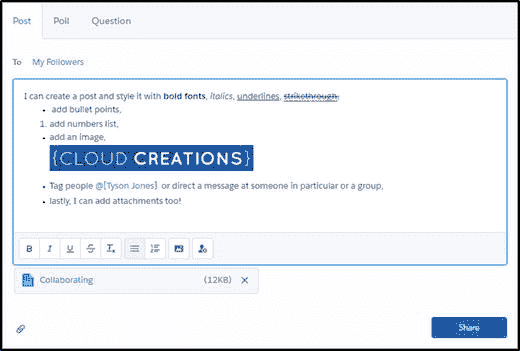 Post Poll Question
To My Followers
I can create a post and style it with bold fonts, italics, underlines, strikethrough,
• add bullet points,
1. add numbers list,
• add an image,
{CLOUD CREATIONS}
• Tag people @[Tyson Jones] or direct a message at someone in particular or a group,
• lastly, I can add attachments too!
B I U S Tx
Collaborating (12KB) ×
Share